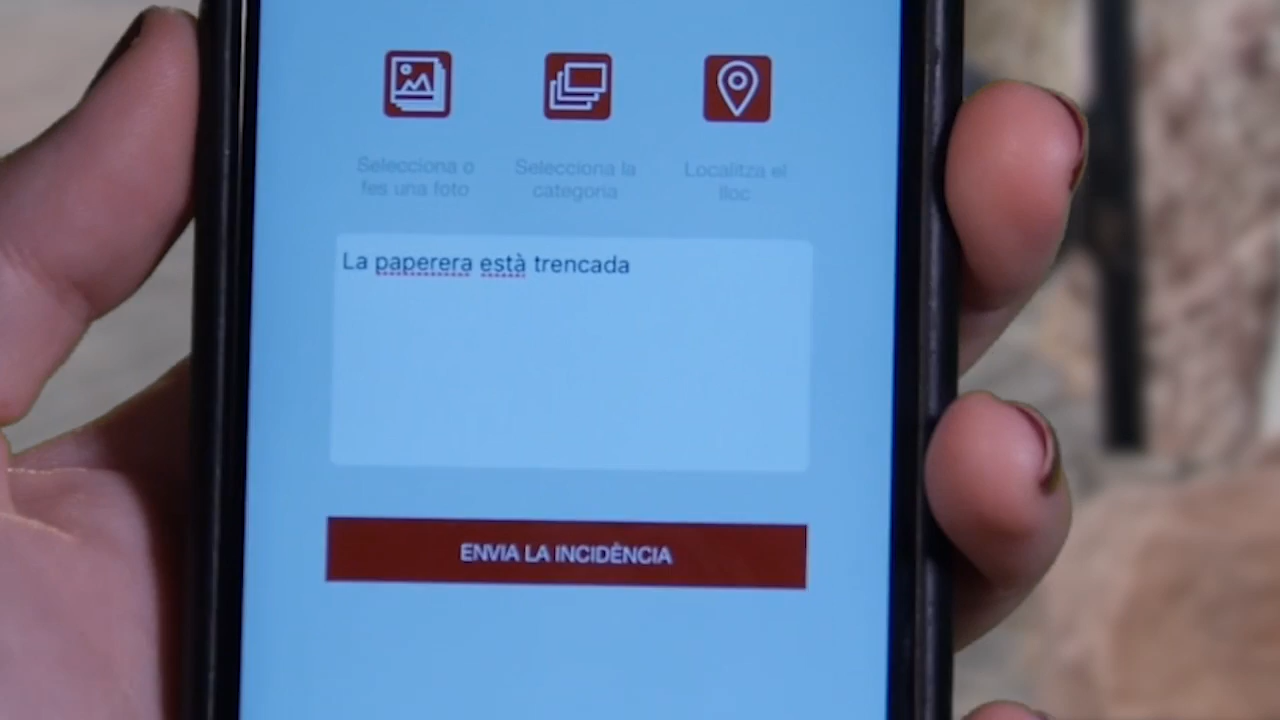 Selecciona o
fes una foto
Selecciona la
categoria
Localitza el
lloc
La paperera està trencada
ENVIA LA INCIDÈNCIA